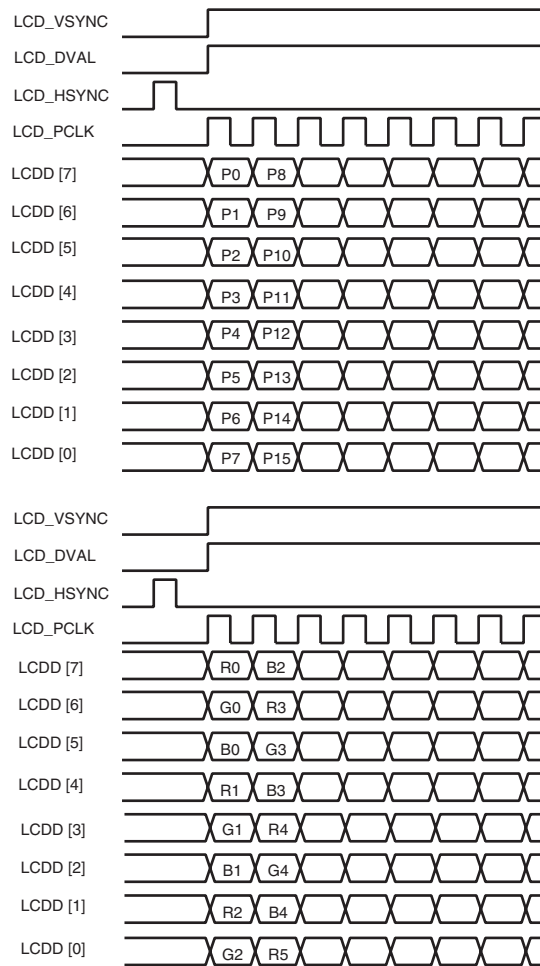 LCD_VSYNC
LCD_DVAL
LCD_HSYNC
LCD_PCLK
LCDD [7] P0 P8
LCDD [6] P1 P9
LCDD [5] P2 P10
LCDD [4] P3 P11
LCDD [3] P4 P12
LCDD [2] P5 P13
LCDD [1] P6 P14
LCDD [0] P7 P15
LCD_VSYNC
LCD_DVAL
LCD_HSYNC
LCD_PCLK
LCDD [7] R0 B2
LCDD [6] G0 R3
LCDD [5] B0 G3
LCDD [4] R1 B3
LCDD [3] G1 R4
LCDD [2] B1 G4
LCDD [1] R2 B4
LCDD [0] G2 R5